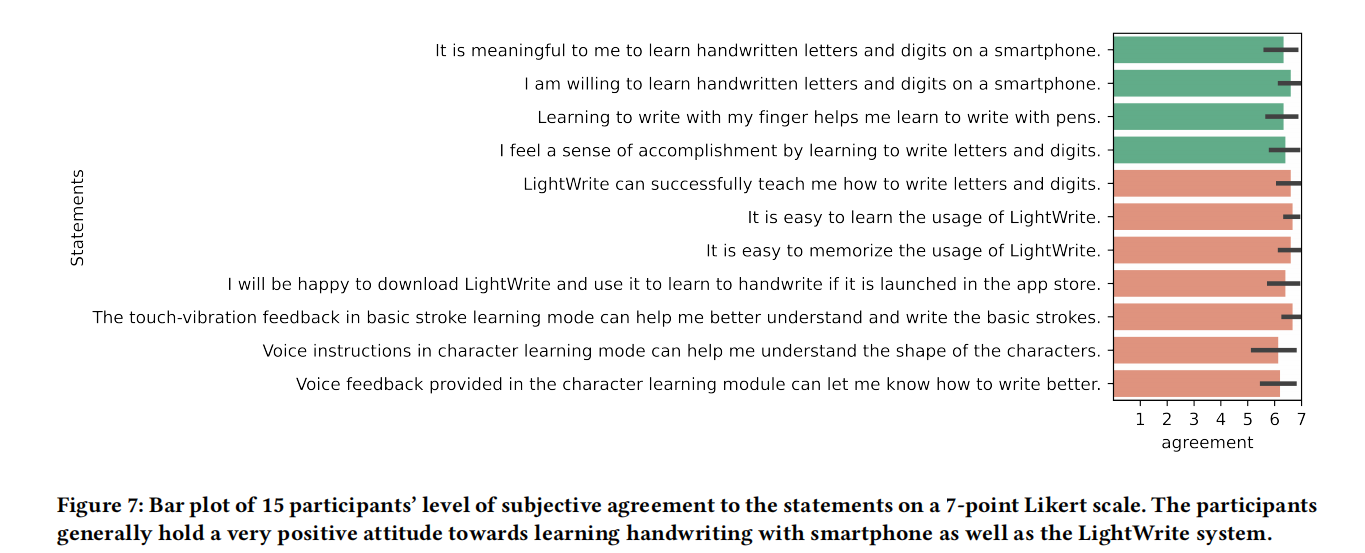 It is meaningful to me to learn handwritten letters and digits on a smartphone.
I am willing to learn handwritten letters and digits on a smartphone.
Learning to write with my finger helps me learn to write with pens.
I feel a sense of accomplishment by learning to write letters and digits.
LightWrite can successfully teach me how to write letters and digits.
It is easy to learn the usage of LightWrite.
It is easy to memorize the usage of LightWrite.
I will be happy to download LightWrite and use it to learn to handwrite if it is launched in the app store.
The touch-vibration feedback in basic stroke learning mode can help me better understand and write the basic strokes.
Voice instructions in character learning mode can help me understand the shape of the characters.
Voice feedback provided in the character learning module can let me know how to write better.
Statements
1 2 3 4 5 6 7
agreement
Figure 7: Bar plot of 15 participants' level of subjective agreement to the statements on a 7-point Likert scale. The participants
generally hold a very positive attitude towards learning handwriting with smartphone as well as the LightWrite system.